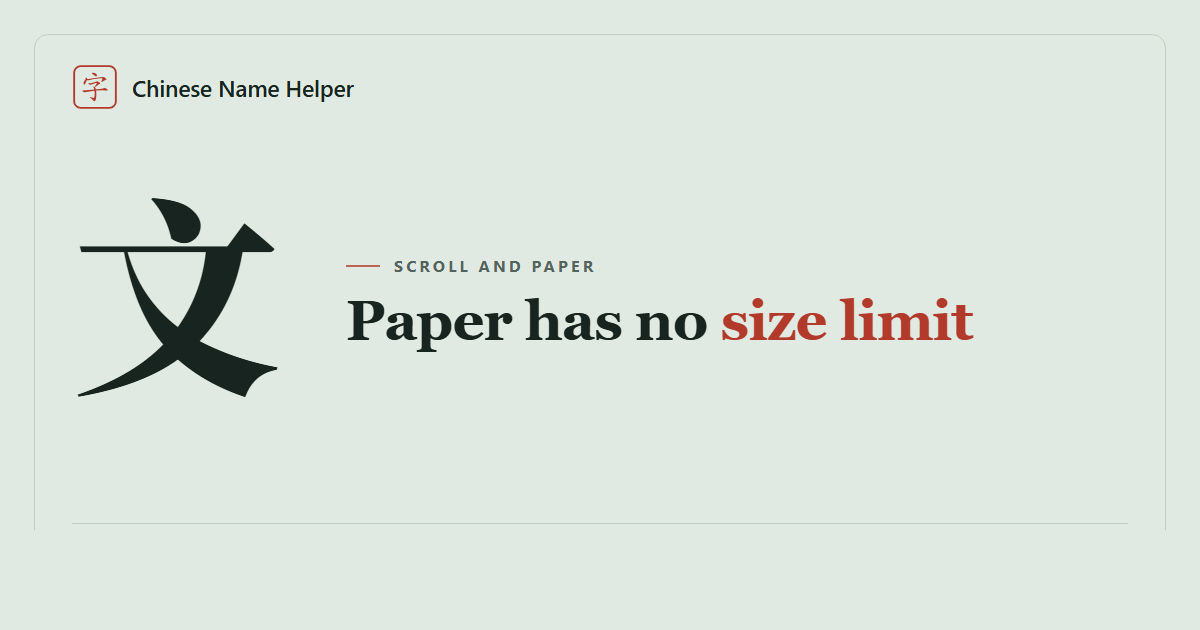 字 Chinese Name Helper
文
SCROLL AND PAPER
Paper has no size limit